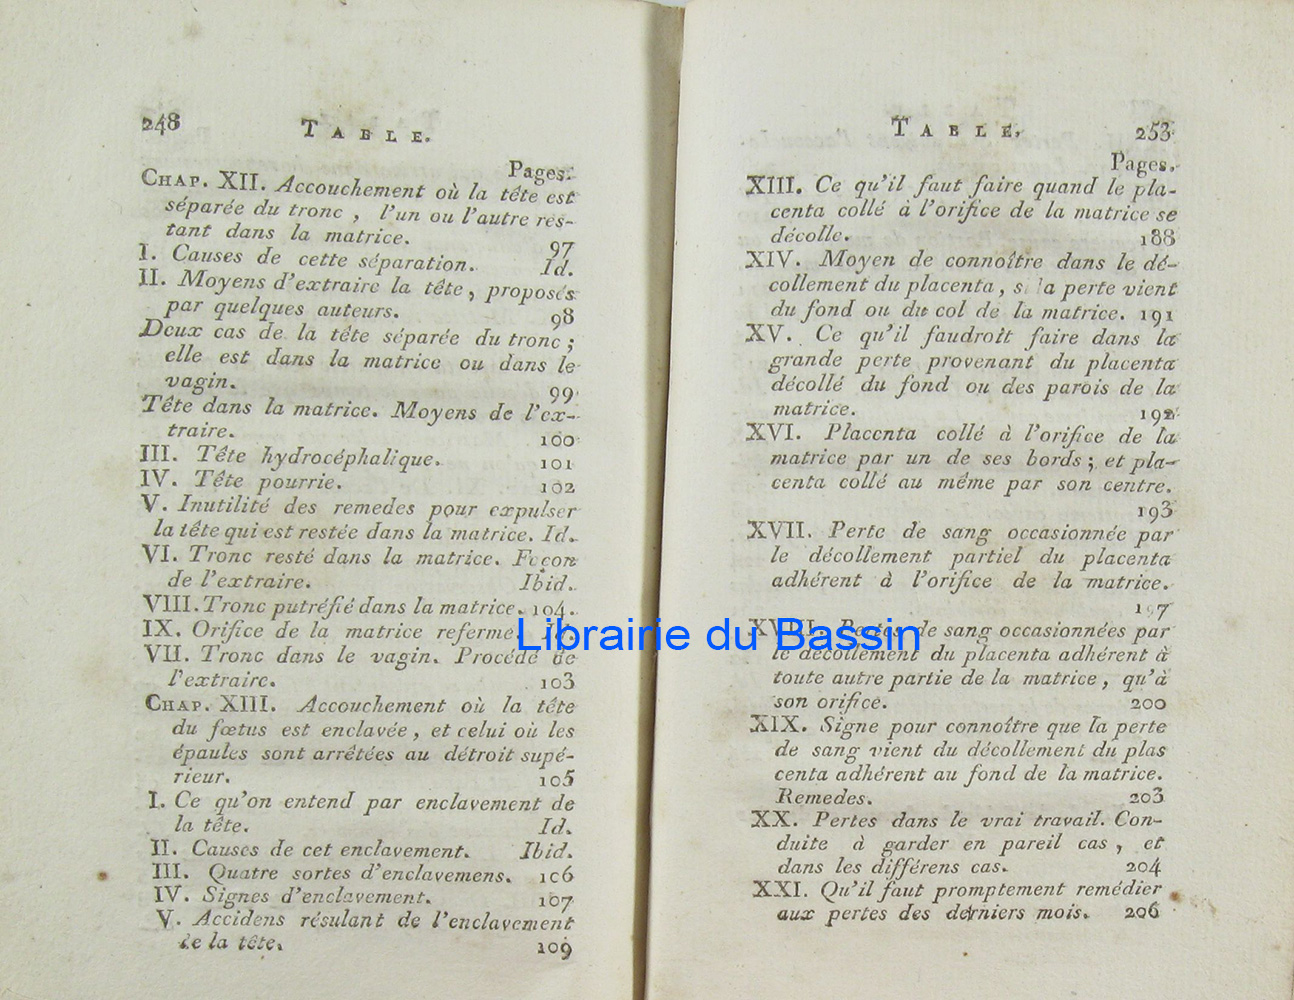 248 TABLE.
Pages.
CHAP. XII. Accouchement où la tête est
séparée du tronc, l'un ou l'autre res-
tant dans la matrice. 97
I. Causes de cette séparation. Id.
II. Moyens d'extraire la tête, proposés
par quelques auteurs. 98
Deux cas de la tête séparée du tronc;
elle est dans la matrice ou dans le
vagin. 99
Tête dans la matrice. Moyens de l'ex-
traire. 100
III. Tête hydrocéphalique. 101
IV. Tête pourrie. 102
V. Inutilité des remedes pour expulser
la tête qui est restée dans la matrice. Id.
VI. Tronc resté dans la matrice. Façon
de l'extraire. Ibid.
VIII. Tronc putréfié dans la matrice. 104.
IX. Orifice de la matrice refermé. Id.
VII. Tronc dans le vagin. Procédé de
l'extraire. 103
CHAP. XIII. Accouchement où la tête
du fœtus est enclavée, et celui où les
épaules sont arrêtées au détroit supé-
rieur. 105
I. Ce qu'on entend par enclavement de
la tête. Id.
II. Causes de cet enclavement. Ibid.
III. Quatre sortes d'enclavemens. 106
IV. Signes d'enclavement. 107
V. Accidens résulant de l'enclavement
de la tête. 109
TABLE. 253
Pages.
XIII. Ce qu'il faut faire quand le pla-
centa collé à l'orifice de la matrice se
décolle. 188
XIV. Moyen de connoître dans le dé-
collement du placenta, si la perte vient
du fond ou du col de la matrice. 191
XV. Ce qu'il faudroit faire dans la
grande perte provenant du placenta
décollé du fond ou des parois de la
matrice. 192
XVI. Placenta collé à l'orifice de la
matrice par un de ses bords; et pla-
centa collé au même par son centre.
193
XVII. Perte de sang occasionnée par
le décollement partiel du placenta
adhérent à l'orifice de la matrice.
197
XVIII. Pertes de sang occasionnées par
Librairie du Bassin
le décollement du placenta adhérent à
toute autre partie de la matrice, qu'à
son orifice. 200
XIX. Signe pour connoître que la perte
de sang vient du décollement du plas
centa adhérent au fond de la matrice.
Remedes. 203
XX. Pertes dans le vrai travail. Con-
duite à garder en pareil cas, et
dans les différens cas. 204
XXI. Qu'il faut promptement remédier
aux pertes des derniers mois. 206